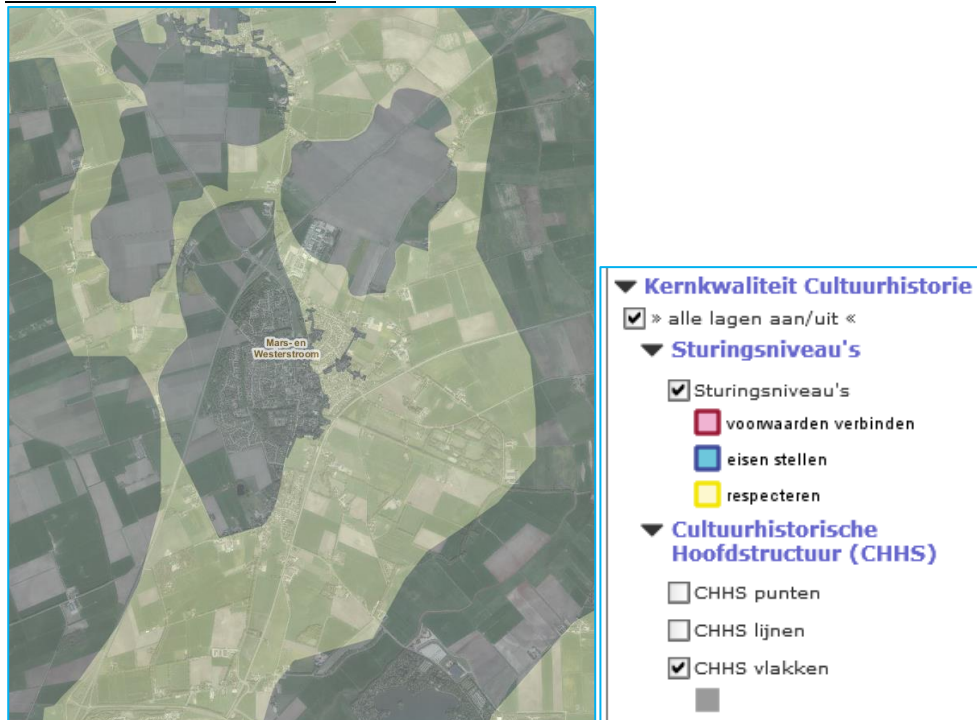 Mars- en
Westerstroom
Kernkwaliteit Cultuurhistorie
» alle lagen aan/uit «
Sturingsniveau's
Sturingsniveau's
voorwaarden verbinden
eisen stellen
respecteren
Cultuurhistorische
Hoofdstructuur (CHHS)
CHHS punten
CHHS lijnen
CHHS vlakken